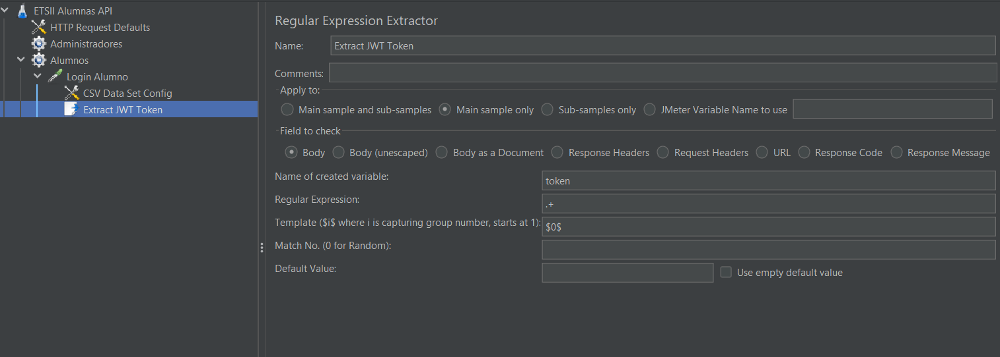 ETSII Alumnas API
HTTP Request Defaults
Administradores
Alumnos
Login Alumno
CSV Data Set Config
Extract JWT Token
Regular Expression Extractor
Name: Extract JWT Token
Comments:
Apply to:
Main sample and sub-samples Main sample only Sub-samples only JMeter Variable Name to use
Field to check
Body Body (unescaped) Body as a Document Response Headers Request Headers URL Response Code Response Message
Name of created variable: token
Regular Expression: .+
Template ($i$ where i is capturing group number, starts at 1): $0$
Match No. (0 for Random):
Default Value: Use empty default value